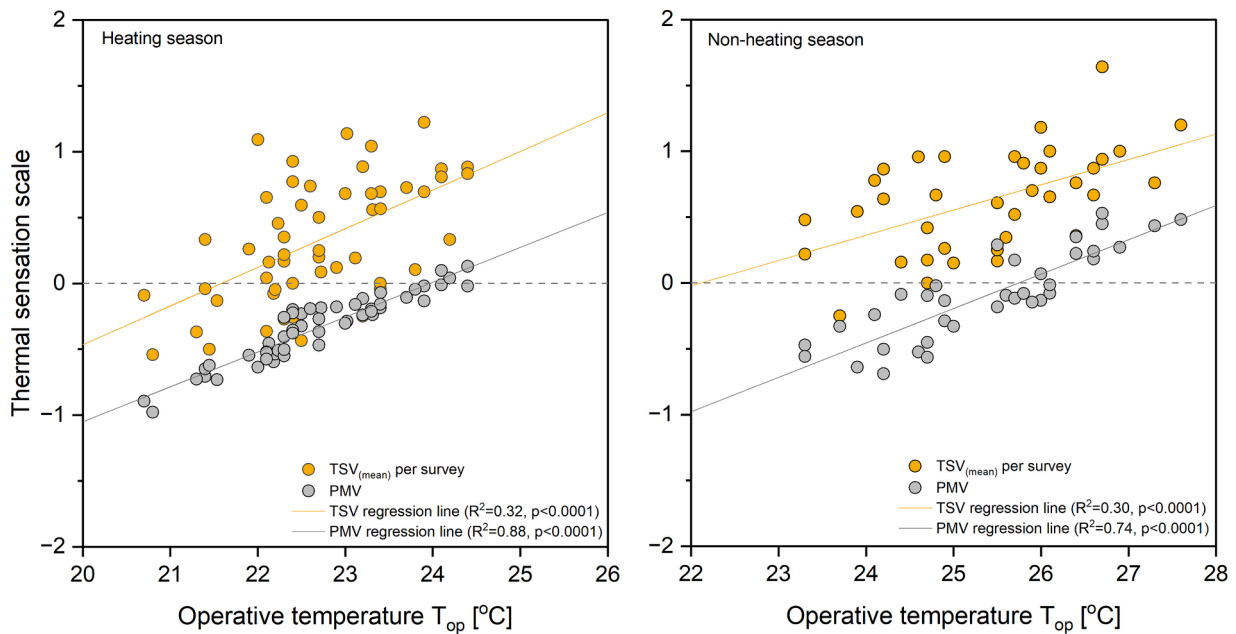 Thermal sensation scale
2
1
0
−1
−2
Heating season
TSV(mean) per survey
PMV
TSV regression line (R²=0.32, p<0.0001)
PMV regression line (R²=0.88, p<0.0001)
20 21 22 23 24 25 26
Operative temperature Top [°C]
2
1
0
−1
−2
Non-heating season
TSV(mean) per survey
PMV
TSV regression line (R²=0.30, p<0.0001)
PMV regression line (R²=0.74, p<0.0001)
22 23 24 25 26 27 28
Operative temperature Top [°C]